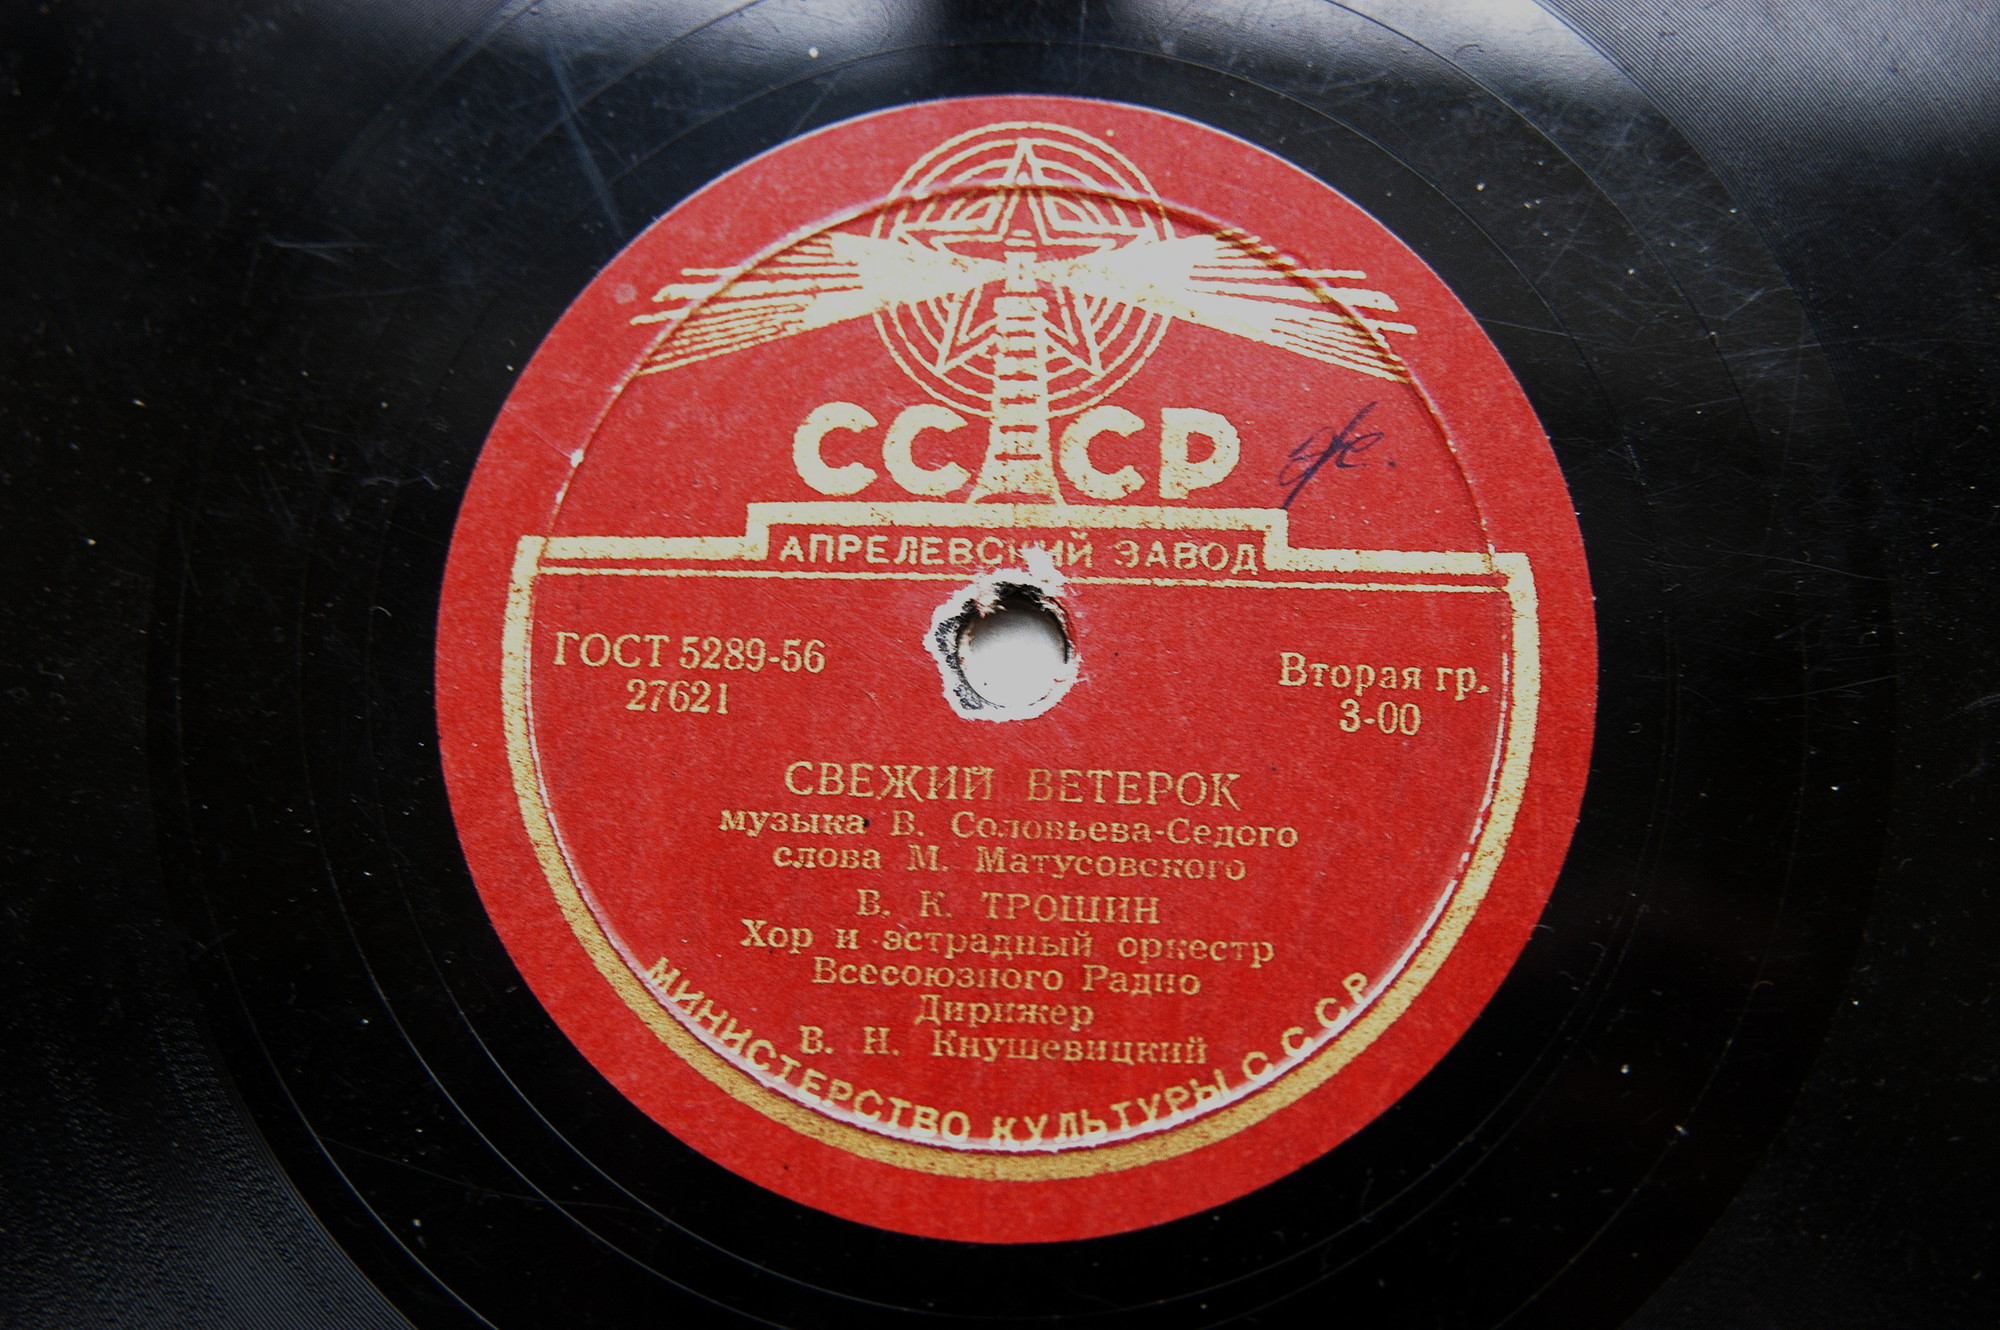 СССР
АПРЕЛЕВСКИЙ ЗАВОД
ГОСТ 5289-56
27621
Вторая гр.
3-00
СВЕЖИЙ ВЕТЕРОК
музыка В. Соловьева-Седого
слова М. Матусовского
В. К. ТРОШИН
Хор и эстрадный оркестр
Всесоюзного Радио
Дирижер
В. Н. Кнушевицкий
МИНИСТЕРСТВО КУЛЬТУРЫ СССР